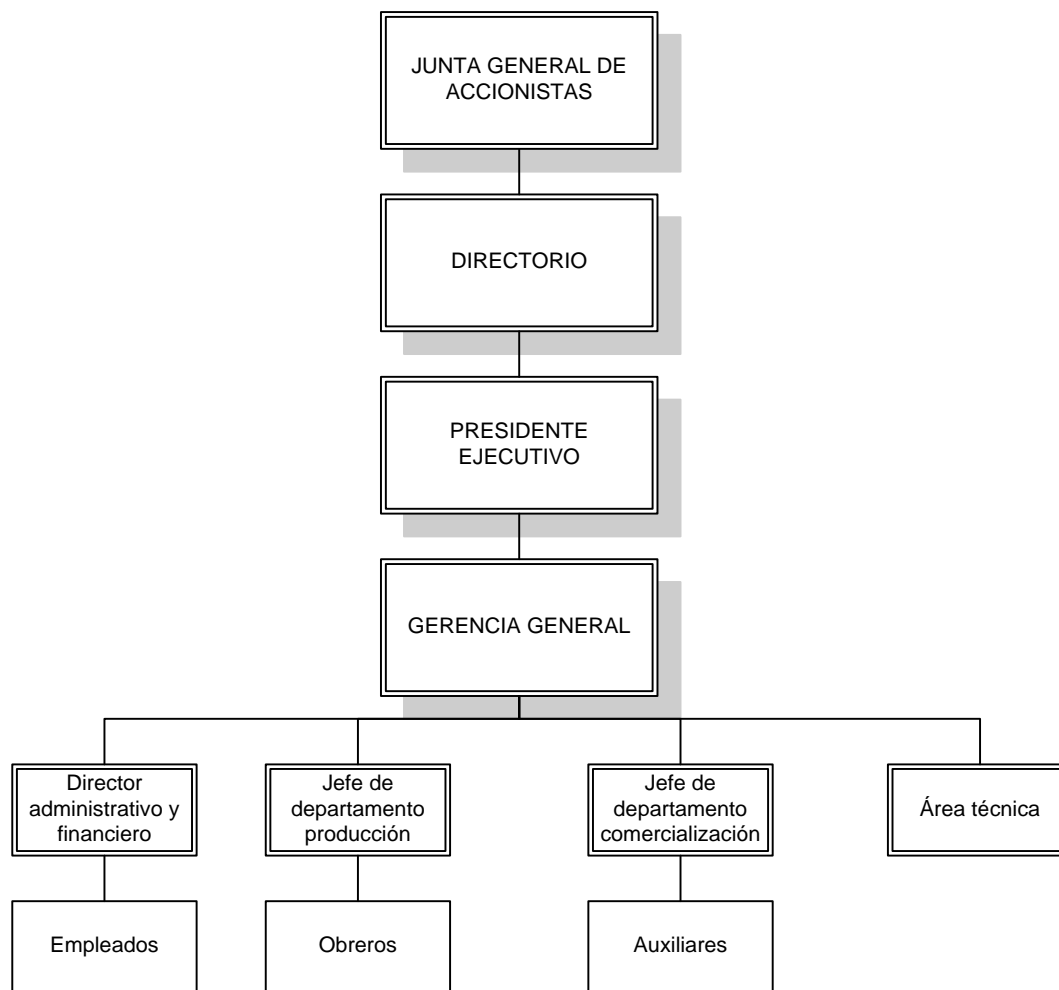 JUNTA GENERAL DE
ACCIONISTAS
DIRECTORIO
PRESIDENTE
EJECUTIVO
GERENCIA GENERAL
Director
administrativo y
financiero
Jefe de
departamento
producción
Jefe de
departamento
comercialización
Área técnica
Empleados
Obreros
Auxiliares